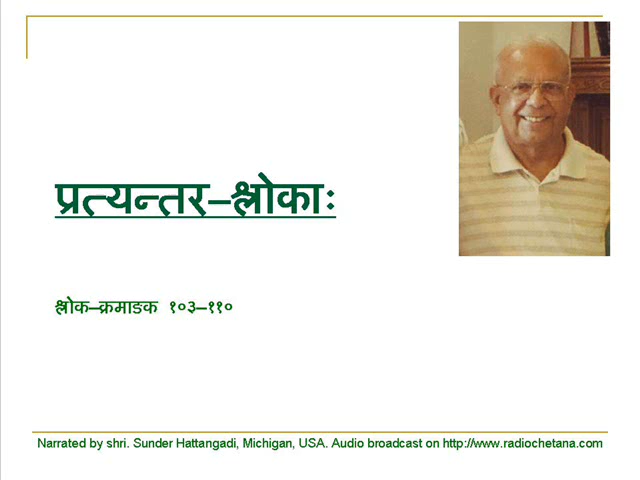 प्रत्यन्तर–श्लोकाः
श्लोक–क्रमाङक १०३–११०
Narrated by shri. Sunder Hattangadi, Michigan, USA. Audio broadcast on http://www.radiochetana.com